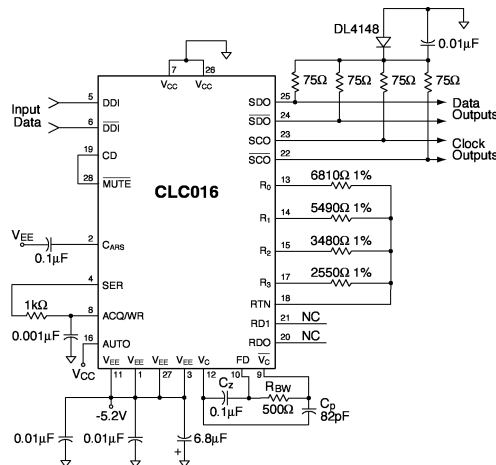 DL4148
0.01µF
75Ω 75Ω 75Ω 75Ω
7 26
VCC VCC
Input
Data
5 DDI
6 DDI
19 CD
28 MUTE
CLC016
SDO 25
SDO 24
SCO 23
SCO 22
Data
Outputs
Clock
Outputs
R0 13 6810Ω 1%
R1 14 5490Ω 1%
R2 15 3480Ω 1%
R3 17 2550Ω 1%
RTN 18
RD1 21 NC
RDO 20 NC
VEE
0.1µF
2 CARS
4 SER
1kΩ
8 ACQ/WR
0.001µF
16 AUTO
VCC
VEE VEE VEE VEE VC FD VC
11 1 27 3 12 10 9
-5.2V
CZ
0.1µF
RBW
500Ω
Cp
82pF
0.01µF 0.01µF 6.8µF
+